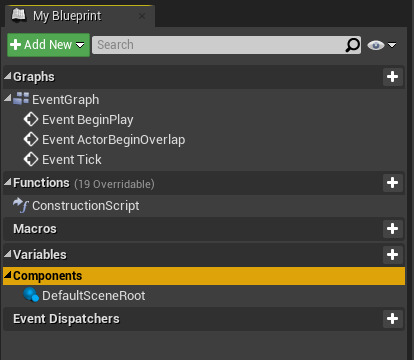 My Blueprint
Add New Search
Graphs
EventGraph
Event BeginPlay
Event ActorBeginOverlap
Event Tick
Functions (19 Overridable)
ConstructionScript
Macros
Variables
Components
DefaultSceneRoot
Event Dispatchers